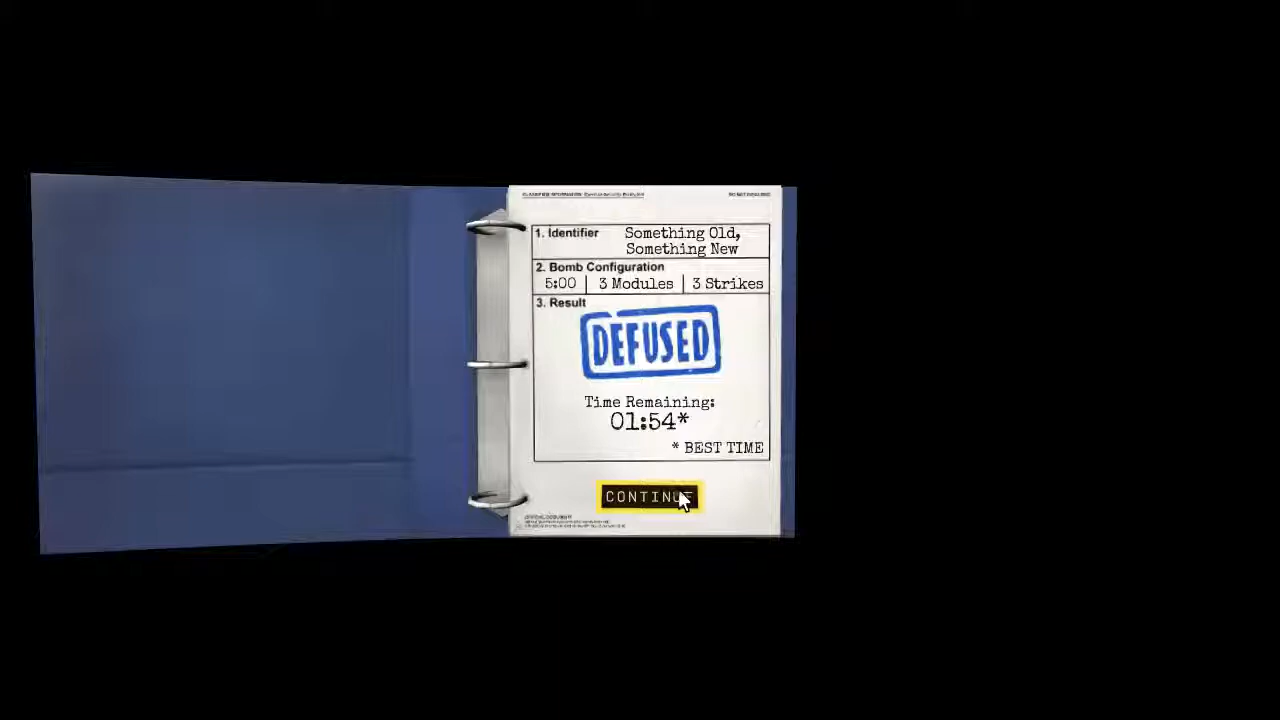 1. Identifier
Something Old,
Something New
2. Bomb Configuration
5:00 | 3 Modules | 3 Strikes
3. Result
DEFUSED
Time Remaining:
01:54*
* BEST TIME
CONTINUE